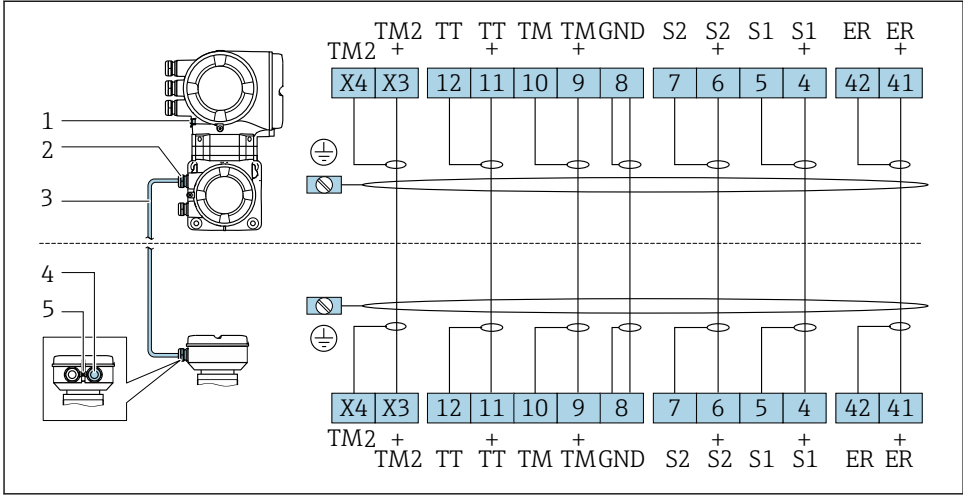 TM2 TT TT TM TM GND S2 S2 S1 S1 ER ER
TM2 + + + + + +
X4 X3 12 11 10 9 8 7 6 5 4 42 41
1
2
3
4
5
X4 X3 12 11 10 9 8 7 6 5 4 42 41
TM2 + + + + + +
TM2 TT TT TM TM GND S2 S2 S1 S1 ER ER